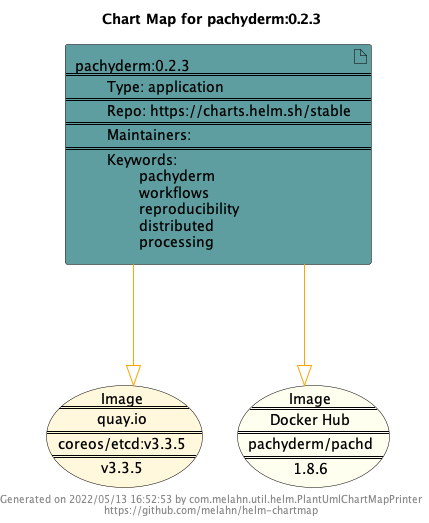 Chart Map for pachyderm:0.2.3
pachyderm:0.2.3
Type: application
Repo: https://charts.helm.sh/stable
Maintainers:
Keywords:
pachyderm
workflows
reproducibility
distributed
processing
Image
quay.io
coreos/etcd:v3.3.5
v3.3.5
Image
Docker Hub
pachyderm/pachd
1.8.6
Generated on 2022/05/13 16:52:53 by com.melahn.util.helm.PlantUmlChartMapPrinter
https://github.com/melahn/helm-chartmap